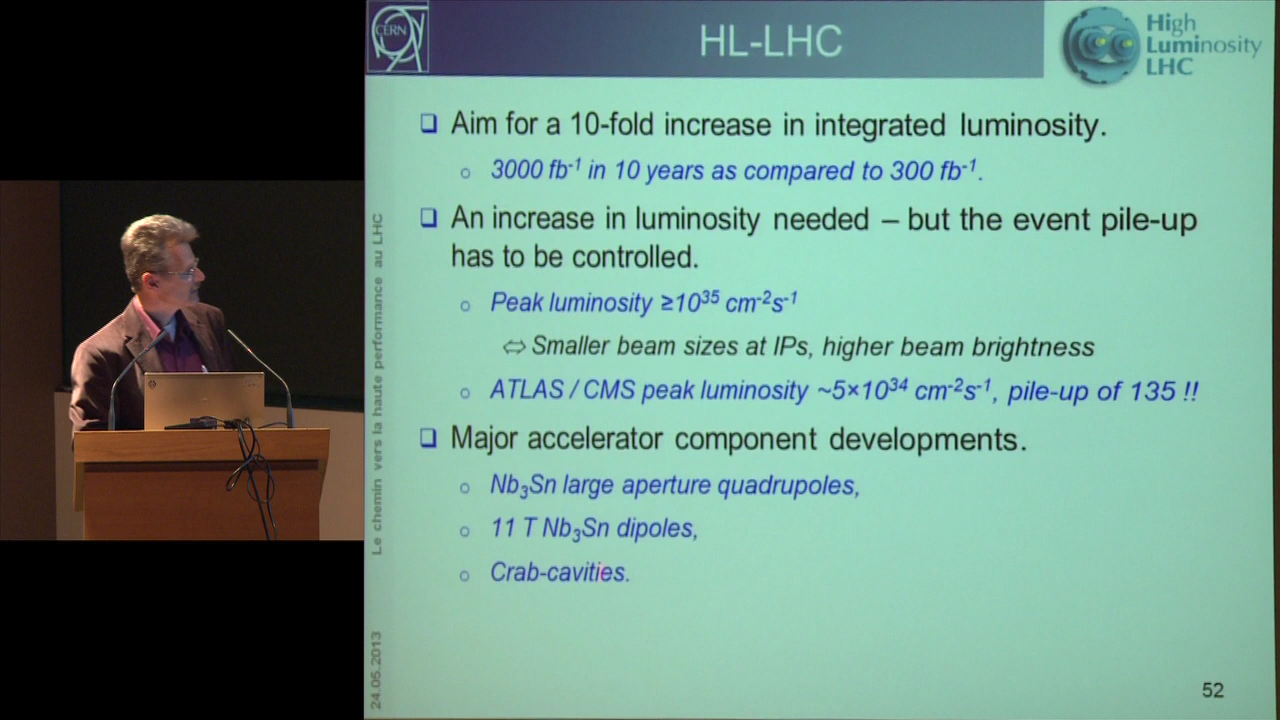 CERN
HL-LHC
High
Luminosity
LHC
Aim for a 10-fold increase in integrated luminosity.
3000 fb⁻¹ in 10 years as compared to 300 fb⁻¹.
An increase in luminosity needed – but the event pile-up
has to be controlled.
Peak luminosity ≥10³⁵ cm⁻²s⁻¹
⇔ Smaller beam sizes at IPs, higher beam brightness
ATLAS / CMS peak luminosity ~5×10³⁴ cm⁻²s⁻¹, pile-up of 135 !!
Major accelerator component developments.
Nb₃Sn large aperture quadrupoles,
11 T Nb₃Sn dipoles,
Crab-cavities.
Le chemin vers la haute performance au LHC
24.05.2013
52